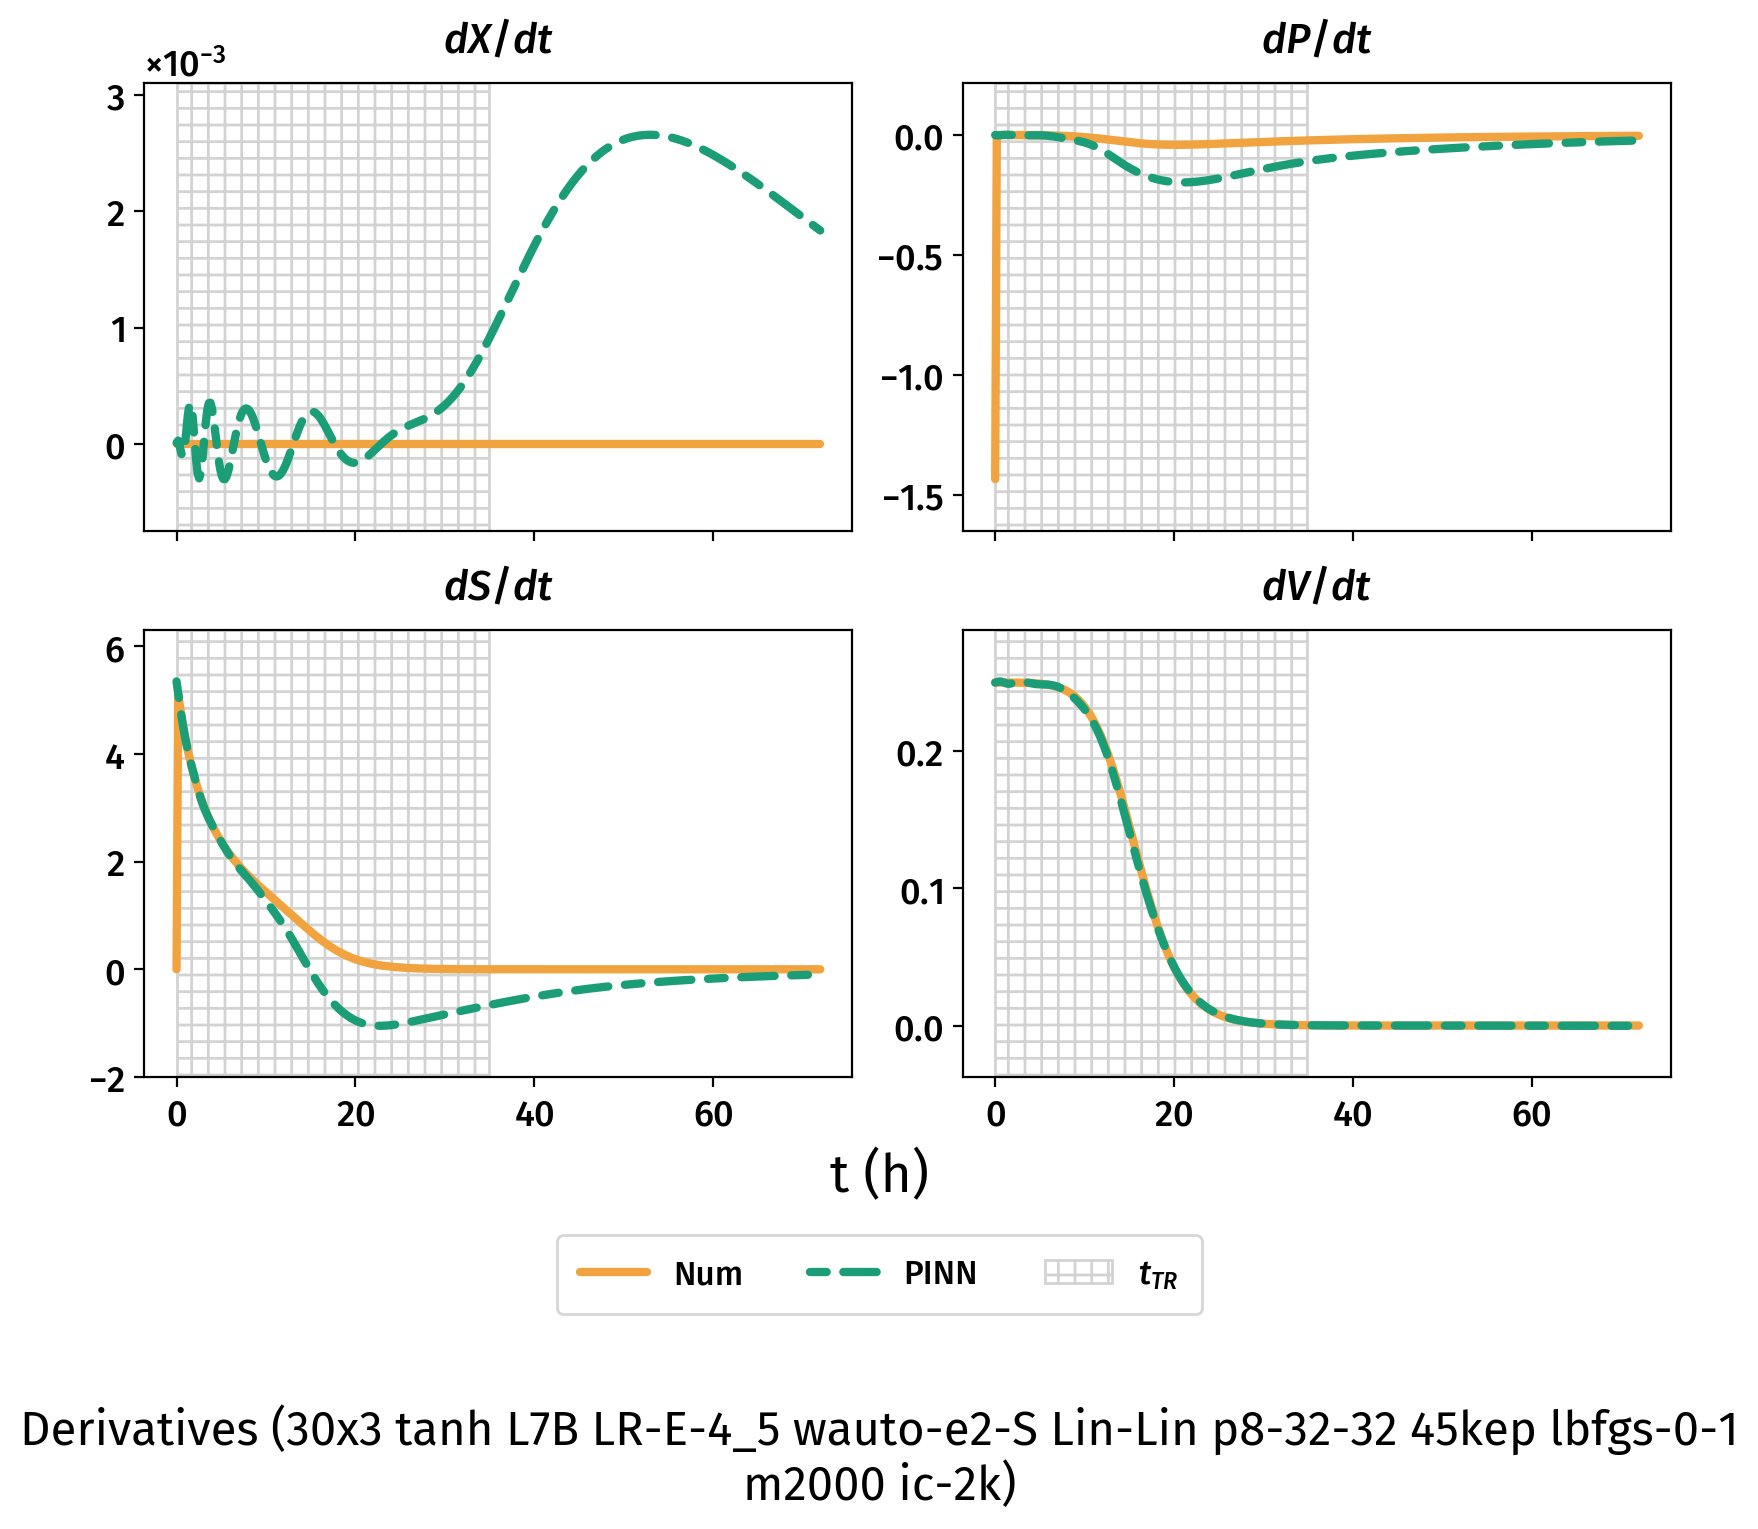 dX/dt
dP/dt
×10⁻³
3
2
1
0
0.0
−0.5
−1.0
−1.5
dS/dt
dV/dt
6
4
2
0
−2
0.2
0.1
0.0
0 20 40 60
0 20 40 60
t (h)
Num PINN t_TR
Derivatives (30x3 tanh L7B LR-E-4_5 wauto-e2-S Lin-Lin p8-32-32 45kep lbfgs-0-1
m2000 ic-2k)